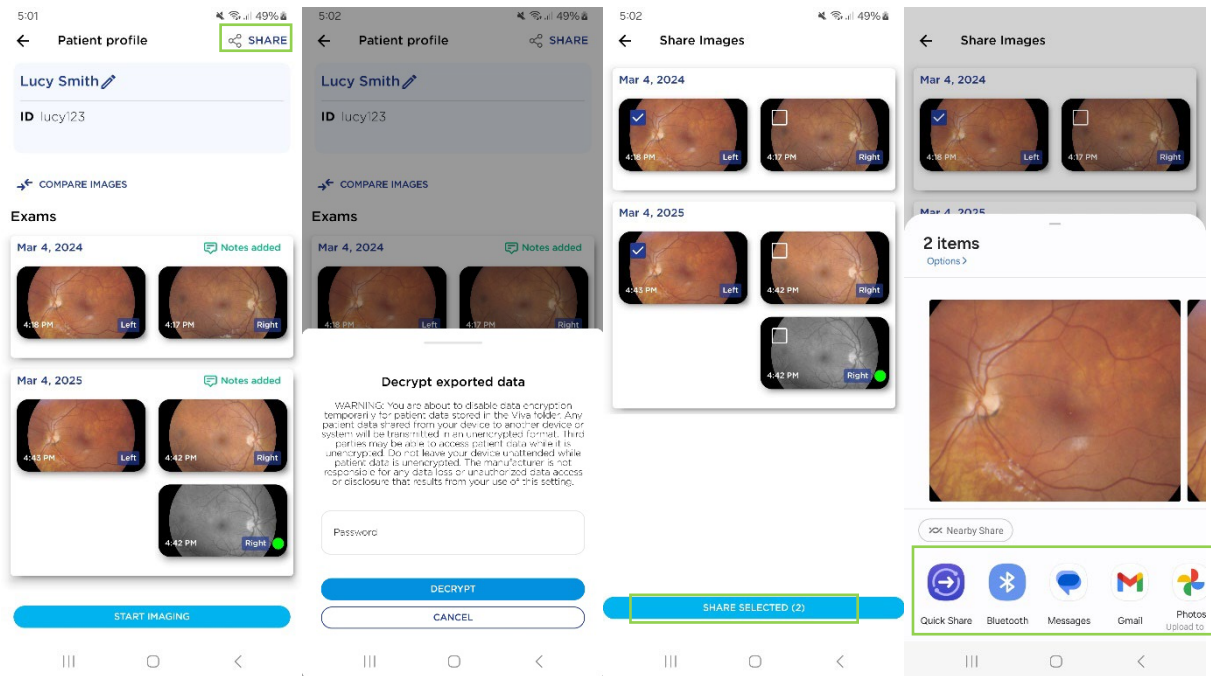 5:01
49%
Patient profile
SHARE
Lucy Smith
ID lucy123
COMPARE IMAGES
Exams
Mar 4, 2024
Notes added
4:18 PM
Left
4:17 PM
Right
Mar 4, 2025
Notes added
4:43 PM
Left
4:42 PM
Right
4:42 PM
Right
START IMAGING
5:02
49%
Patient profile
SHARE
Lucy Smith
ID lucy123
COMPARE IMAGES
Exams
Mar 4, 2024
Notes added
4:18 PM
Left
4:17 PM
Right
Decrypt exported data
WARNING: You are about to disable data encryption
temporarily for patient data stored in the Viva folder. Any
patient data shared from your device to another device or
system will be transmitted in an unencrypted format. Third
parties may be able to access patient data while it is
unencrypted. Do not leave your device unattended while
patient data is unencrypted. The manufacturer is not
responsible for any data loss or unauthorized data access
or disclosure that results from your use of this setting.
Password
DECRYPT
CANCEL
5:02
49%
Share Images
Mar 4, 2024
4:18 PM
Left
4:17 PM
Right
Mar 4, 2025
4:43 PM
Left
4:42 PM
Right
4:42 PM
Right
SHARE SELECTED (2)
Share Images
Mar 4, 2024
4:18 PM
Left
4:17 PM
Right
Mar 4, 2025
2 items
Options >
Nearby Share
Quick Share
Bluetooth
Messages
Gmail
Photos
Upload to